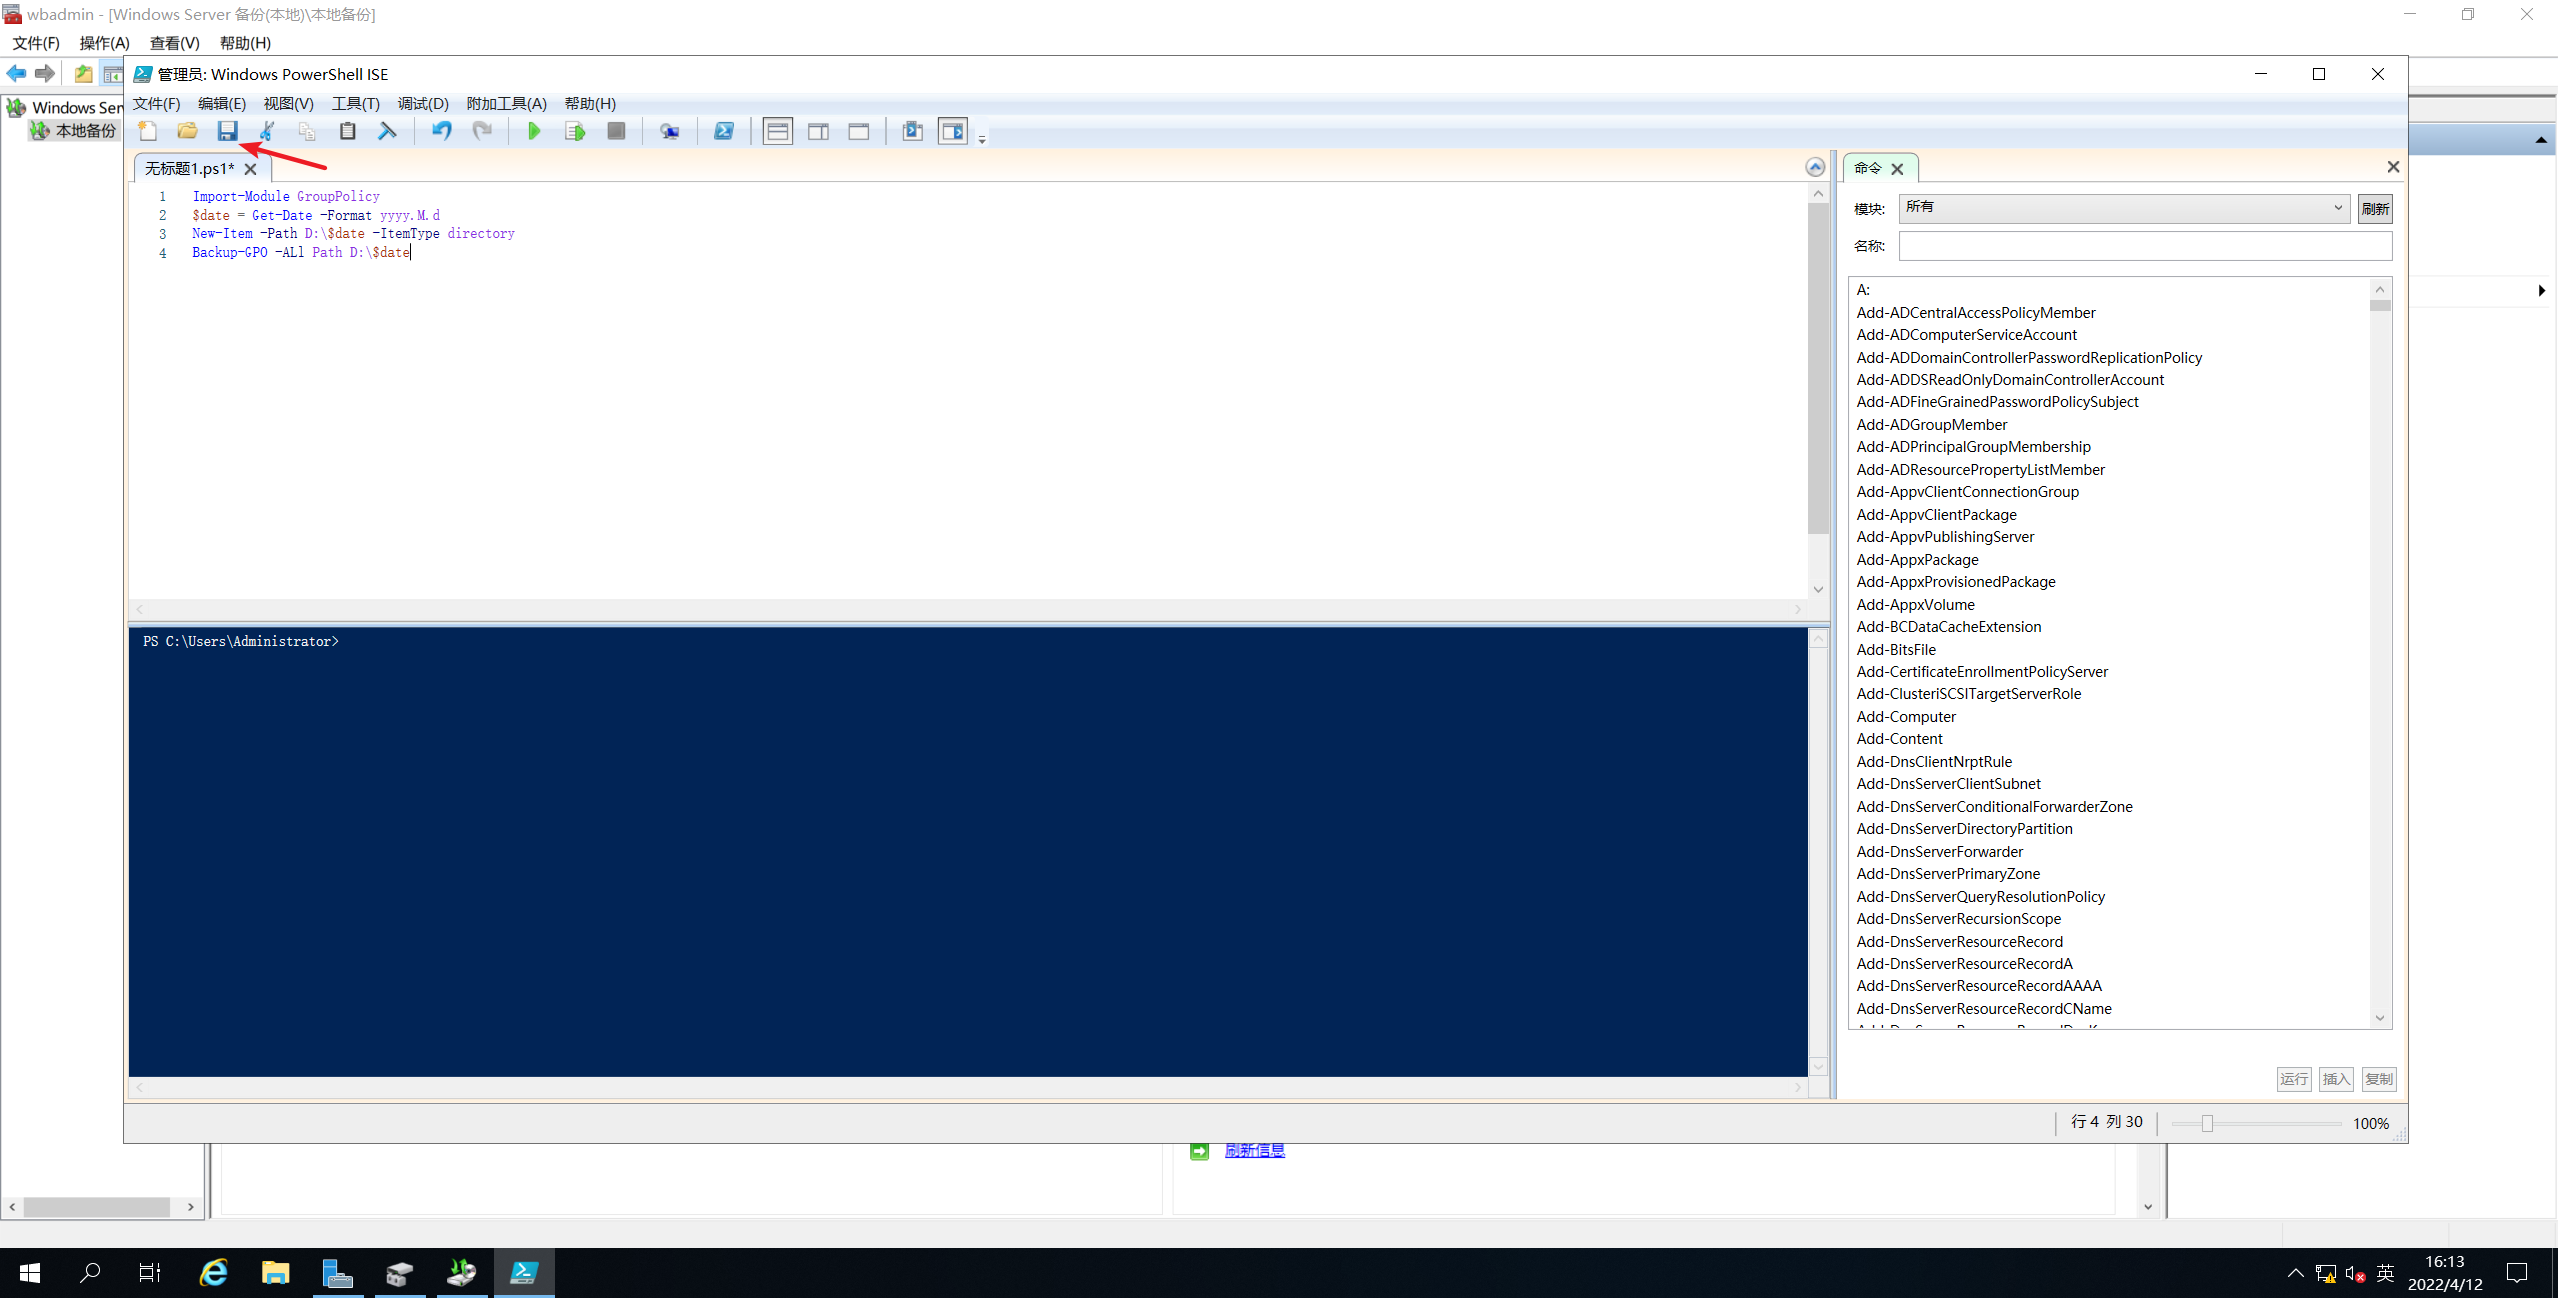 wbadmin - [Windows Server 备份(本地)\本地备份]
文件(F) 操作(A) 查看(V) 帮助(H)
管理员: Windows PowerShell ISE
文件(F) 编辑(E) 视图(V) 工具(T) 调试(D) 附加工具(A) 帮助(H)
Windows Ser
本地备份
无标题1.ps1*
1 Import-Module GroupPolicy
2 $date = Get-Date -Format yyyy.M.d
3 New-Item -Path D:\$date -ItemType directory
4 Backup-GPO -ALl Path D:\$date
PS C:\Users\Administrator>
命令
模块: 所有 刷新
名称:
A:
Add-ADCentralAccessPolicyMember
Add-ADComputerServiceAccount
Add-ADDomainControllerPasswordReplicationPolicy
Add-ADDSReadOnlyDomainControllerAccount
Add-ADFineGrainedPasswordPolicySubject
Add-ADGroupMember
Add-ADPrincipalGroupMembership
Add-ADResourcePropertyListMember
Add-AppvClientConnectionGroup
Add-AppvClientPackage
Add-AppvPublishingServer
Add-AppxPackage
Add-AppxProvisionedPackage
Add-AppxVolume
Add-BCDataCacheExtension
Add-BitsFile
Add-CertificateEnrollmentPolicyServer
Add-ClusteriSCSITargetServerRole
Add-Computer
Add-Content
Add-DnsClientNrptRule
Add-DnsServerClientSubnet
Add-DnsServerConditionalForwarderZone
Add-DnsServerDirectoryPartition
Add-DnsServerForwarder
Add-DnsServerPrimaryZone
Add-DnsServerQueryResolutionPolicy
Add-DnsServerRecursionScope
Add-DnsServerResourceRecord
Add-DnsServerResourceRecordA
Add-DnsServerResourceRecordAAAA
Add-DnsServerResourceRecordCName
运行 插入 复制
行 4 列 30 100%
刷新信息
英
16:13
2022/4/12